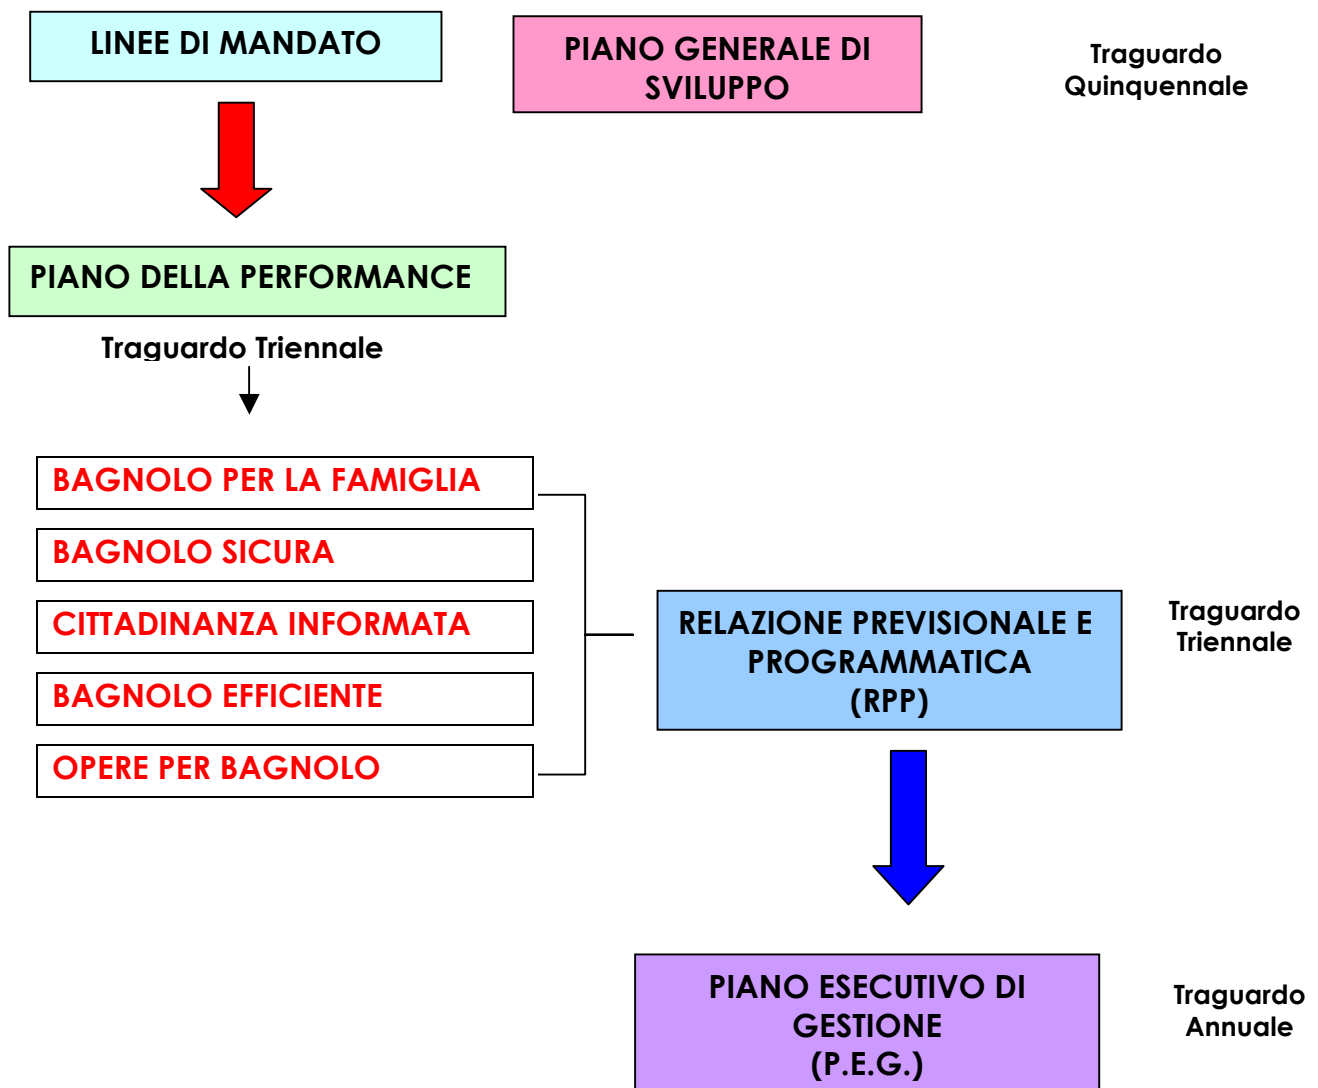 LINEE DI MANDATO
PIANO GENERALE DI
SVILUPPO
Traguardo
Quinquennale
PIANO DELLA PERFORMANCE
Traguardo Triennale
BAGNOLO PER LA FAMIGLIA
BAGNOLO SICURA
CITTADINANZA INFORMATA
BAGNOLO EFFICIENTE
OPERE PER BAGNOLO
RELAZIONE PREVISIONALE E
PROGRAMMATICA
(RPP)
Traguardo
Triennale
PIANO ESECUTIVO DI
GESTIONE
(P.E.G.)
Traguardo
Annuale